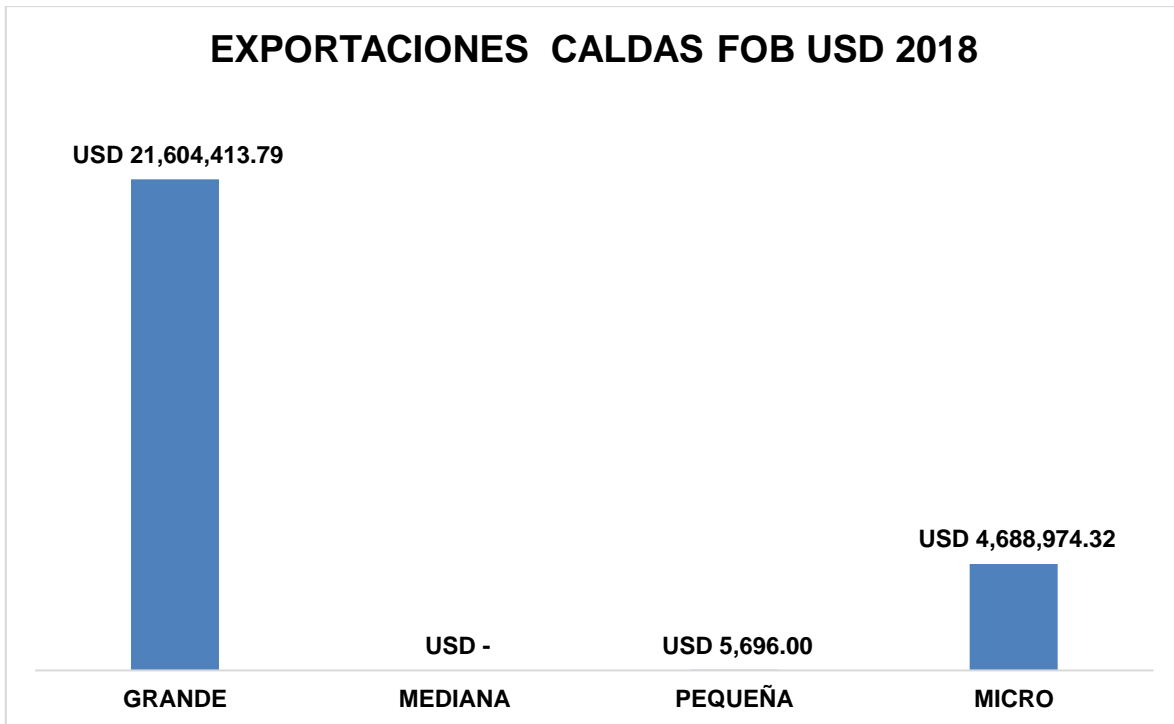 EXPORTACIONES CALDAS FOB USD 2018
USD 21,604,413.79
USD 4,688,974.32
USD -
USD 5,696.00
GRANDE
MEDIANA
PEQUEÑA
MICRO